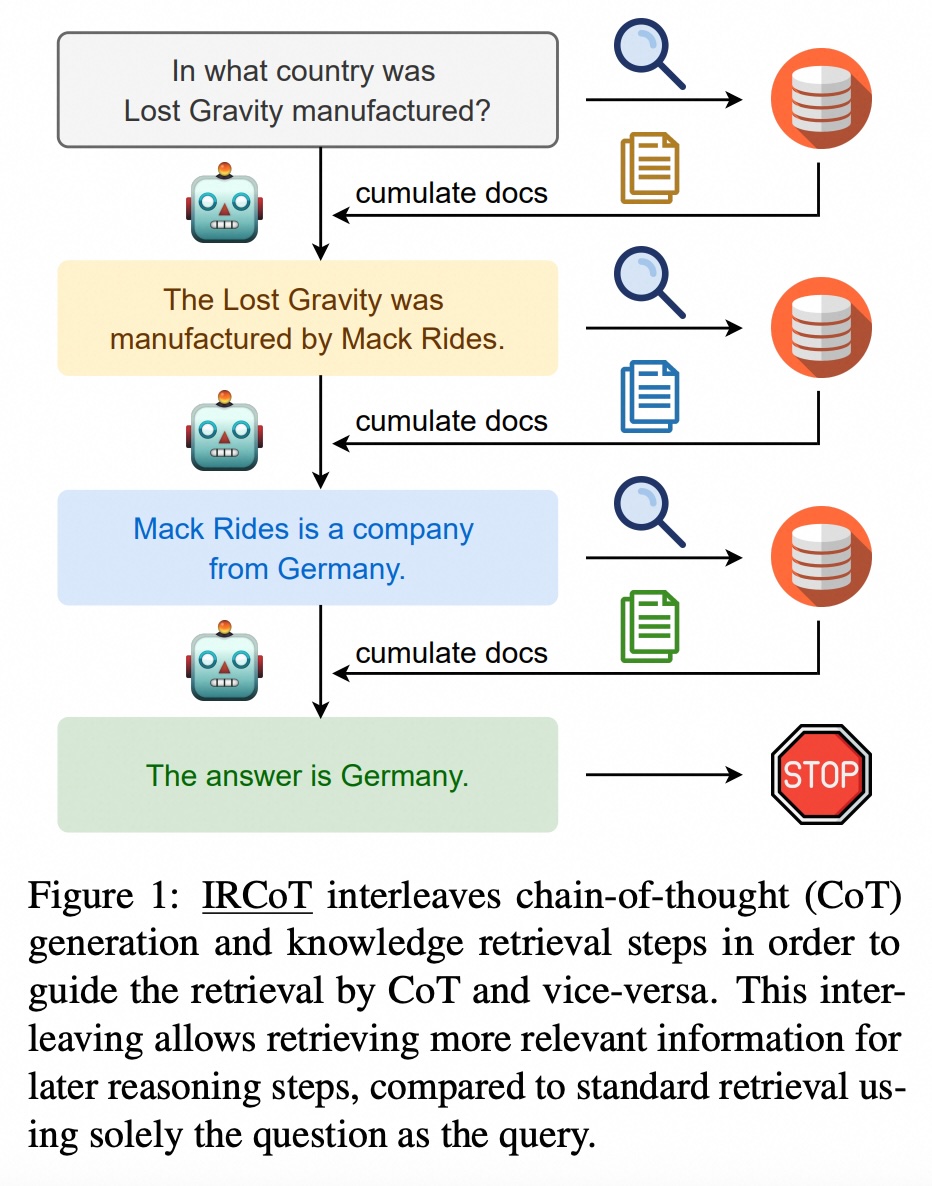 In what country was
Lost Gravity manufactured?
cumulate docs
The Lost Gravity was
manufactured by Mack Rides.
cumulate docs
Mack Rides is a company
from Germany.
cumulate docs
The answer is Germany.
STOP
Figure 1: IRCoT interleaves chain-of-thought (CoT)
generation and knowledge retrieval steps in order to
guide the retrieval by CoT and vice-versa. This inter-
leaving allows retrieving more relevant information for
later reasoning steps, compared to standard retrieval us-
ing solely the question as the query.